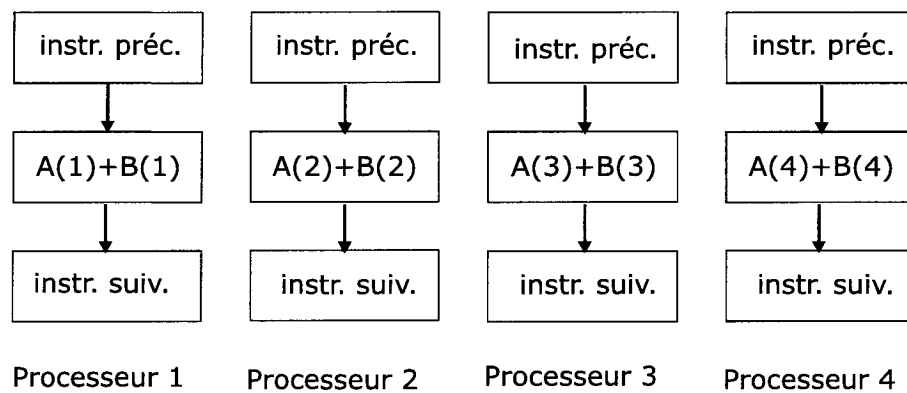 instr. préc. instr. préc. instr. préc. instr. préc.
A(1)+B(1) A(2)+B(2) A(3)+B(3) A(4)+B(4)
instr. suiv. instr. suiv. instr. suiv. instr. suiv.
Processeur 1 Processeur 2 Processeur 3 Processeur 4